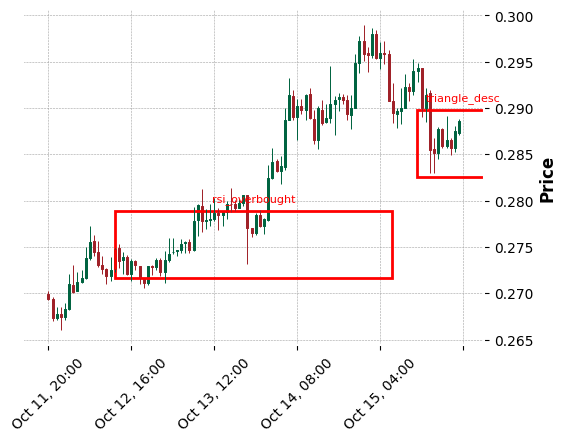 0.300
0.295
triangle_desc
0.290
0.285
rsi_overbought
0.280
0.275
0.270
0.265
Price
Oct 11, 20:00
Oct 12, 16:00
Oct 13, 12:00
Oct 14, 08:00
Oct 15, 04:00